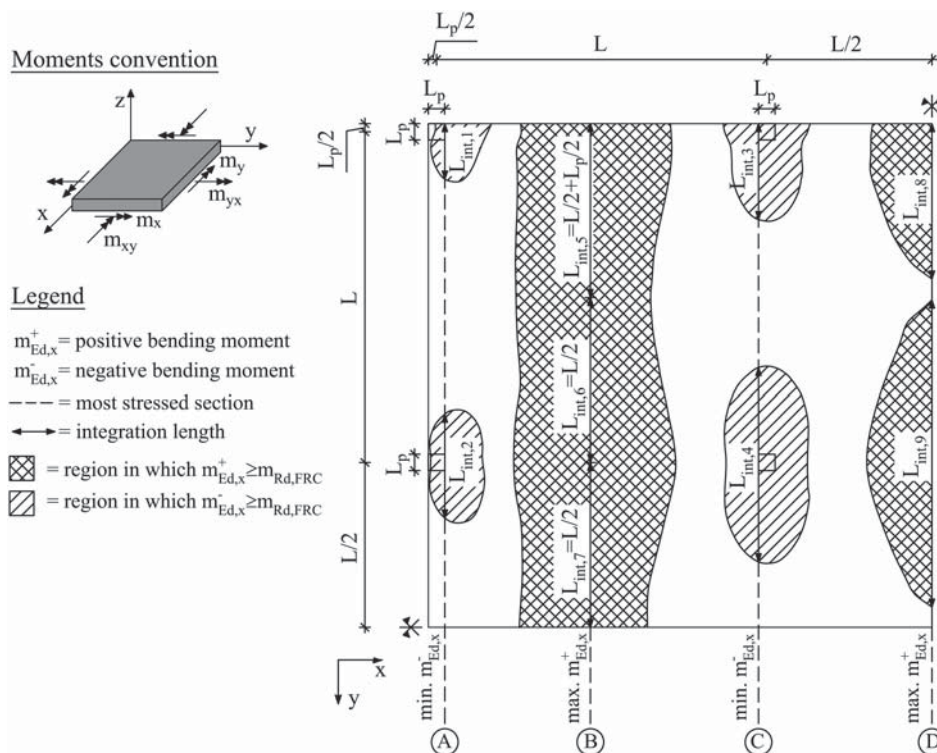 Moments convention
z
y
x
m_y
m_yx
m_x
m_xy
Legend
m⁺_Ed,x = positive bending moment
m⁻_Ed,x = negative bending moment
= most stressed section
= integration length
= region in which m⁺_Ed,x ≥ m_Rd,FRC
= region in which m⁻_Ed,x ≥ m_Rd,FRC
L_p/2
L
L/2
L_p
L_p
L_p
L_p/2
L
L_p
L/2
L_int,1
L_int,2
L_int,3
L_int,4
L_int,5=L/2+L_p/2
L_int,6=L/2
L_int,7=L/2
L_int,8
L_int,9
x
y
min. m⁻_Ed,x
max. m⁺_Ed,x
min. m⁻_Ed,x
max. m⁺_Ed,x
A
B
C
D